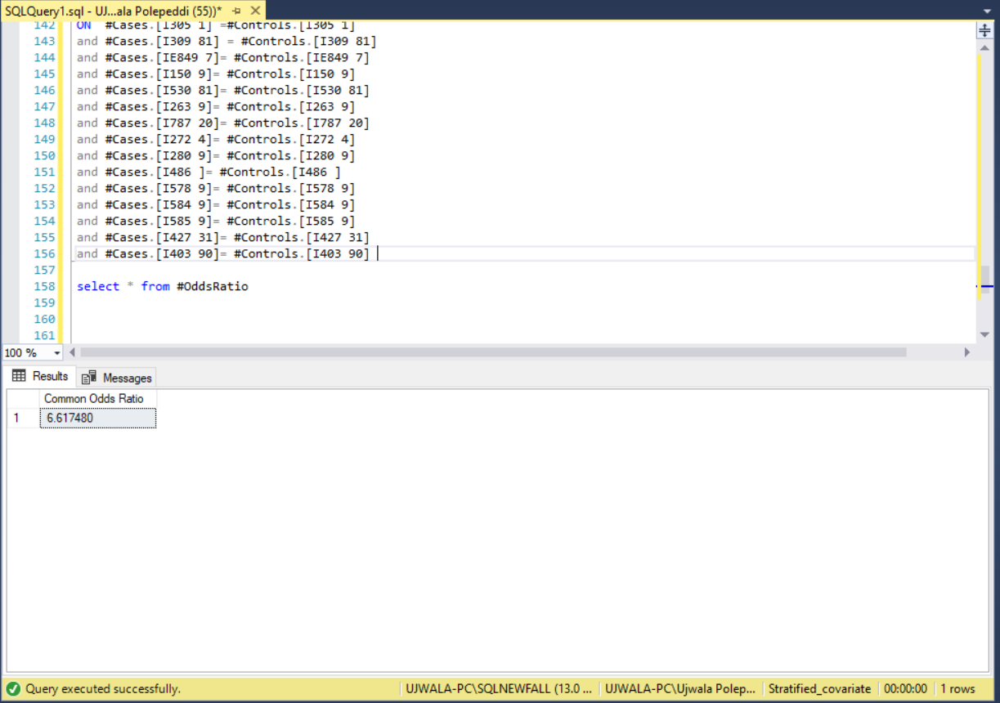 SQLQuery1.sql - UJ...ala Polepeddi (55))*
142 ON #Cases.[I305 1] =#Controls.[I305 1]
143 and #Cases.[I309 81] = #Controls.[I309 81]
144 and #Cases.[IE849 7]= #Controls.[IE849 7]
145 and #Cases.[I150 9]= #Controls.[I150 9]
146 and #Cases.[I530 81]= #Controls.[I530 81]
147 and #Cases.[I263 9]= #Controls.[I263 9]
148 and #Cases.[I787 20]= #Controls.[I787 20]
149 and #Cases.[I272 4]= #Controls.[I272 4]
150 and #Cases.[I280 9]= #Controls.[I280 9]
151 and #Cases.[I486 ]= #Controls.[I486 ]
152 and #Cases.[I578 9]= #Controls.[I578 9]
153 and #Cases.[I584 9]= #Controls.[I584 9]
154 and #Cases.[I585 9]= #Controls.[I585 9]
155 and #Cases.[I427 31]= #Controls.[I427 31]
156 and #Cases.[I403 90]= #Controls.[I403 90]
157
158 select * from #OddsRatio
159
160
161
100 %
Results Messages
Common Odds Ratio
1 6.617480
Query executed successfully. UJWALA-PC\SQLNEWFALL (13.0 ... UJWALA-PC\Ujwala Polep... Stratified_covariate 00:00:00 1 rows